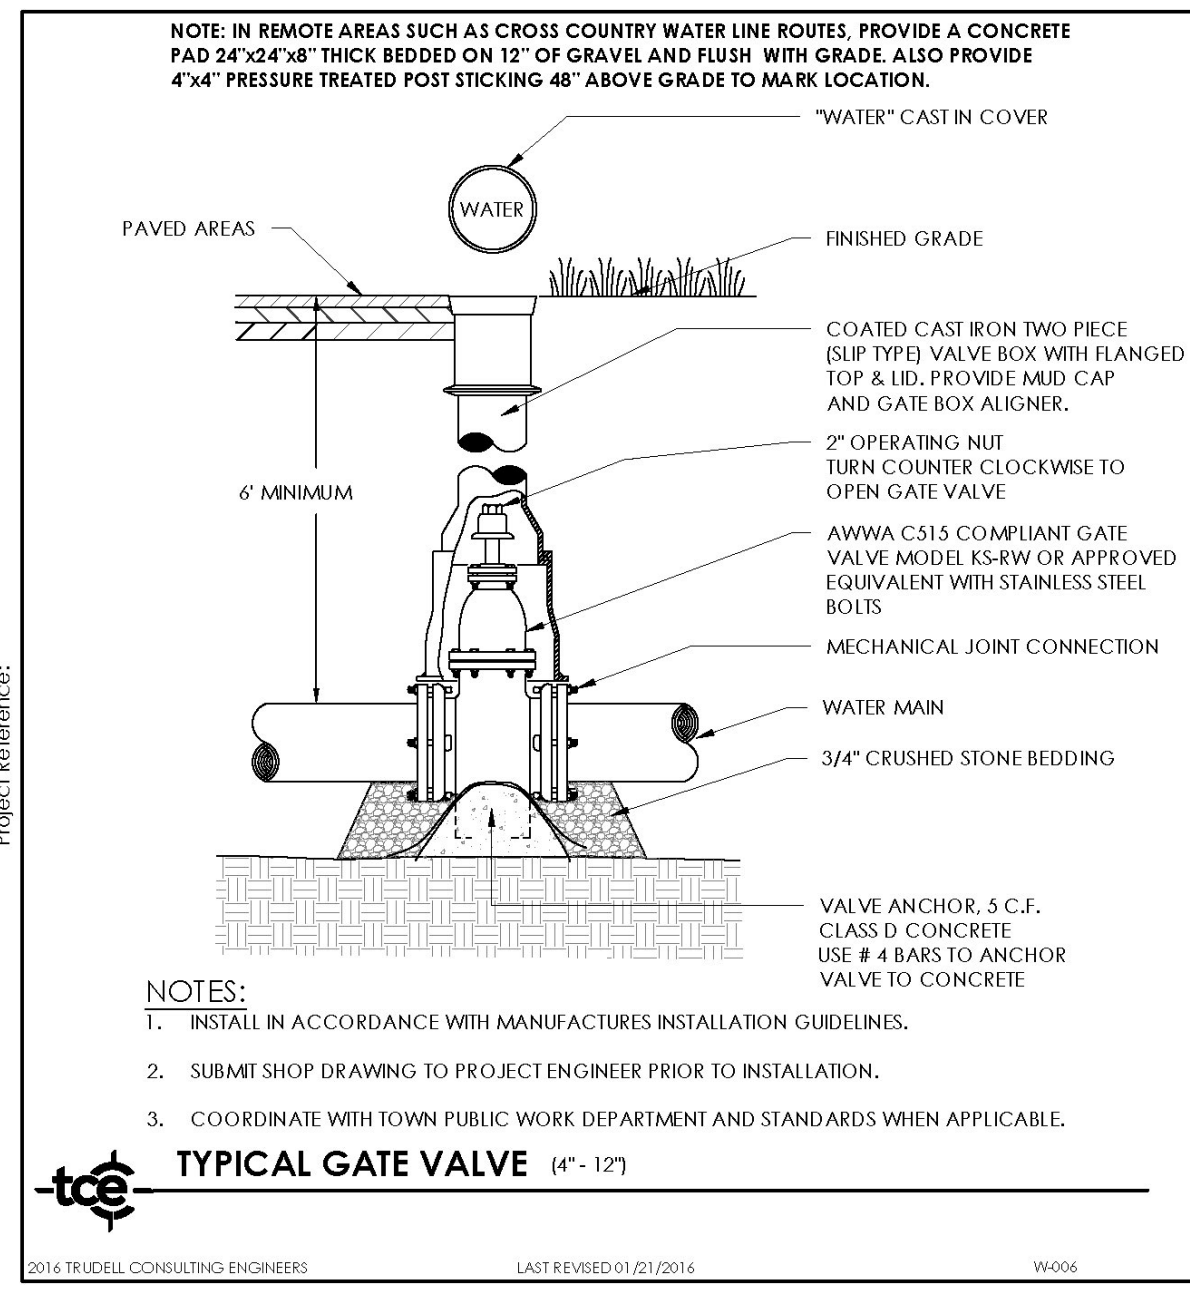 NOTE: IN REMOTE AREAS SUCH AS CROSS COUNTRY WATER LINE ROUTES, PROVIDE A CONCRETE
PAD 24"x24"x8" THICK BEDDED ON 12" OF GRAVEL AND FLUSH WITH GRADE. ALSO PROVIDE
4"x4" PRESSURE TREATED POST STICKING 48" ABOVE GRADE TO MARK LOCATION.
"WATER" CAST IN COVER
WATER
PAVED AREAS
FINISHED GRADE
COATED CAST IRON TWO PIECE
(SLIP TYPE) VALVE BOX WITH FLANGED
TOP & LID. PROVIDE MUD CAP
AND GATE BOX ALIGNER.
2" OPERATING NUT
TURN COUNTER CLOCKWISE TO
OPEN GATE VALVE
6' MINIMUM
AWWA C515 COMPLIANT GATE
VALVE MODEL KS-RW OR APPROVED
EQUIVALENT WITH STAINLESS STEEL
BOLTS
MECHANICAL JOINT CONNECTION
WATER MAIN
3/4" CRUSHED STONE BEDDING
VALVE ANCHOR, 5 C.F.
CLASS D CONCRETE
USE # 4 BARS TO ANCHOR
VALVE TO CONCRETE
Project Reference:
NOTES:
1. INSTALL IN ACCORDANCE WITH MANUFACTURES INSTALLATION GUIDELINES.
2. SUBMIT SHOP DRAWING TO PROJECT ENGINEER PRIOR TO INSTALLATION.
3. COORDINATE WITH TOWN PUBLIC WORK DEPARTMENT AND STANDARDS WHEN APPLICABLE.
tce
TYPICAL GATE VALVE (4" - 12")
2016 TRUDELL CONSULTING ENGINEERS LAST REVISED 01/21/2016 W-006